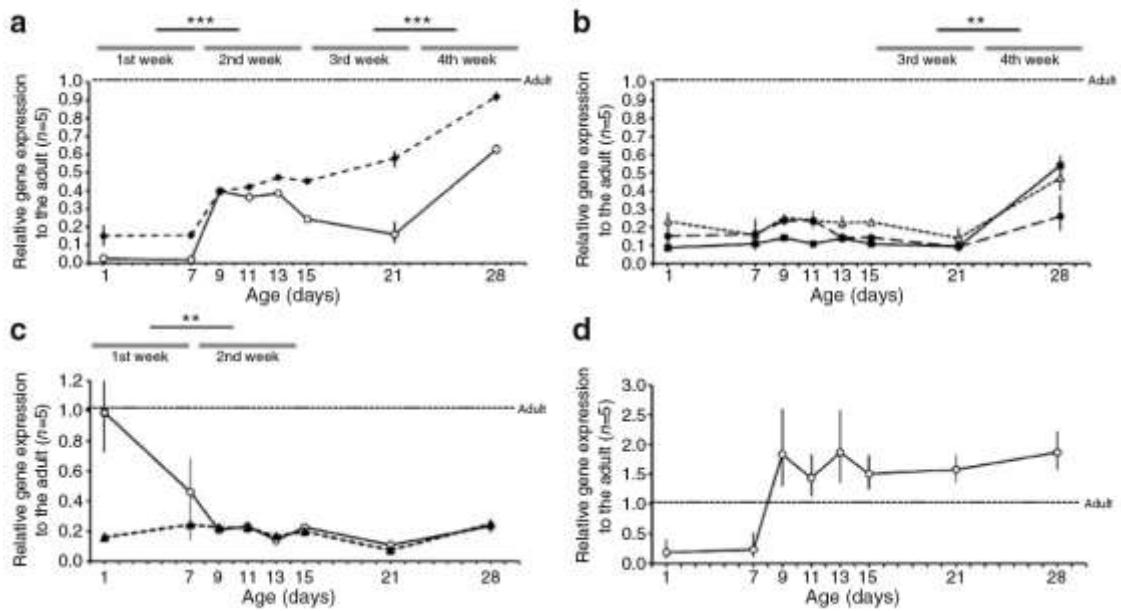 a
*** ***
1st week 2nd week 3rd week 4th week
Relative gene expression
to the adult (n=5)
1.0
0.9
0.8
0.7
0.6
0.5
0.4
0.3
0.2
0.1
0.0
Adult
1 7 9 11 13 15 21 28
Age (days)
b
**
3rd week 4th week
Relative gene expression
to the adult (n=5)
1.0
0.9
0.8
0.7
0.6
0.5
0.4
0.3
0.2
0.1
0.0
Adult
1 7 9 11 13 15 21 28
Age (days)
c
**
1st week 2nd week
Relative gene expression
to the adult (n=5)
1.2
1.0
0.8
0.6
0.4
0.2
0.0
Adult
1 7 9 11 13 15 21 28
Age (days)
d
Relative gene expression
to the adult (n=5)
3.0
2.5
2.0
1.5
1.0
0.5
0.0
Adult
1 7 9 11 13 15 21 28
Age (days)